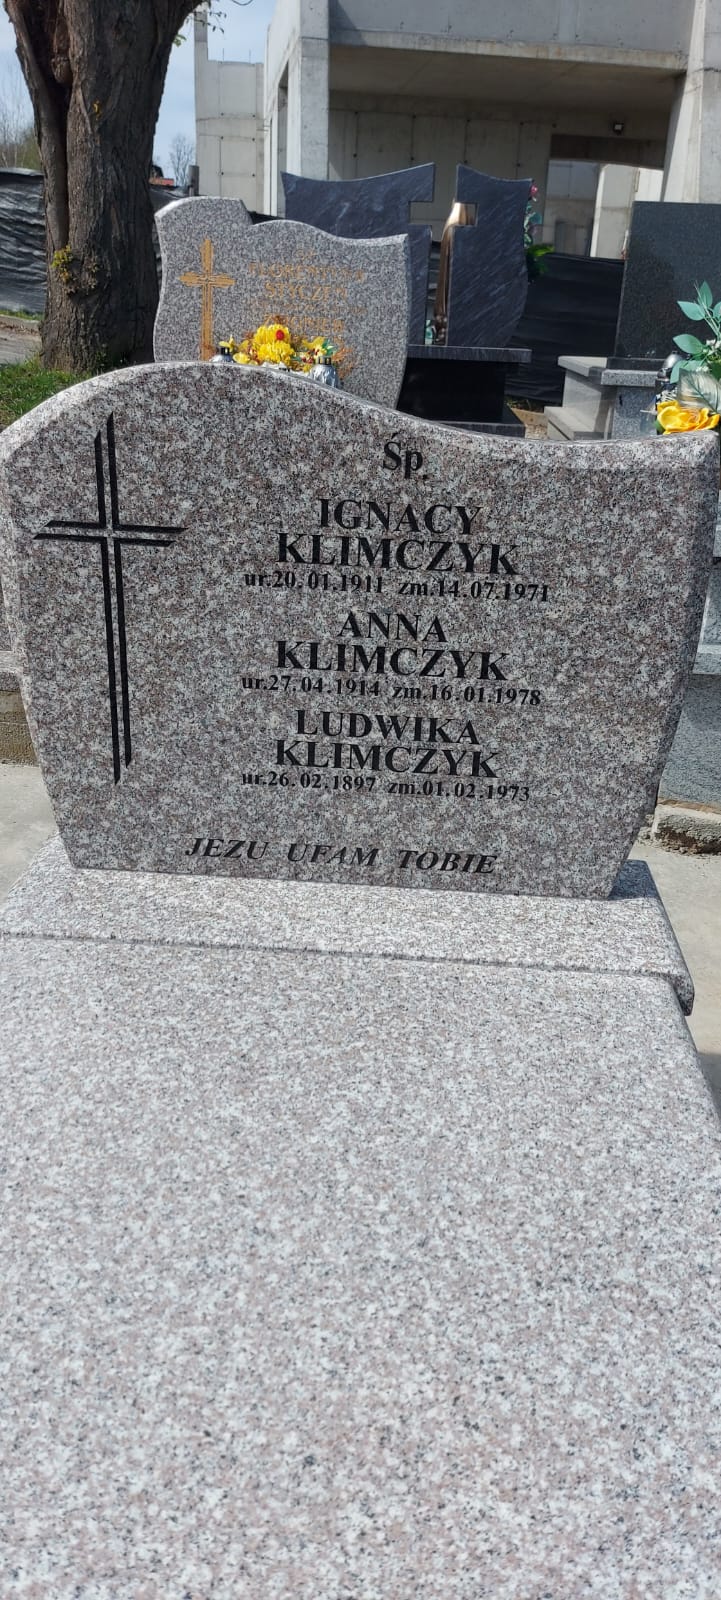 Śp.
IGNACY
KLIMCZYK
ur.20.01.1911 zm.14.07.1971
ANNA
KLIMCZYK
ur.27.04.1914 zm.16.01.1978
LUDWIKA
KLIMCZYK
ur.26.02.1897 zm.01.02.1973
JEZU UFAM TOBIE